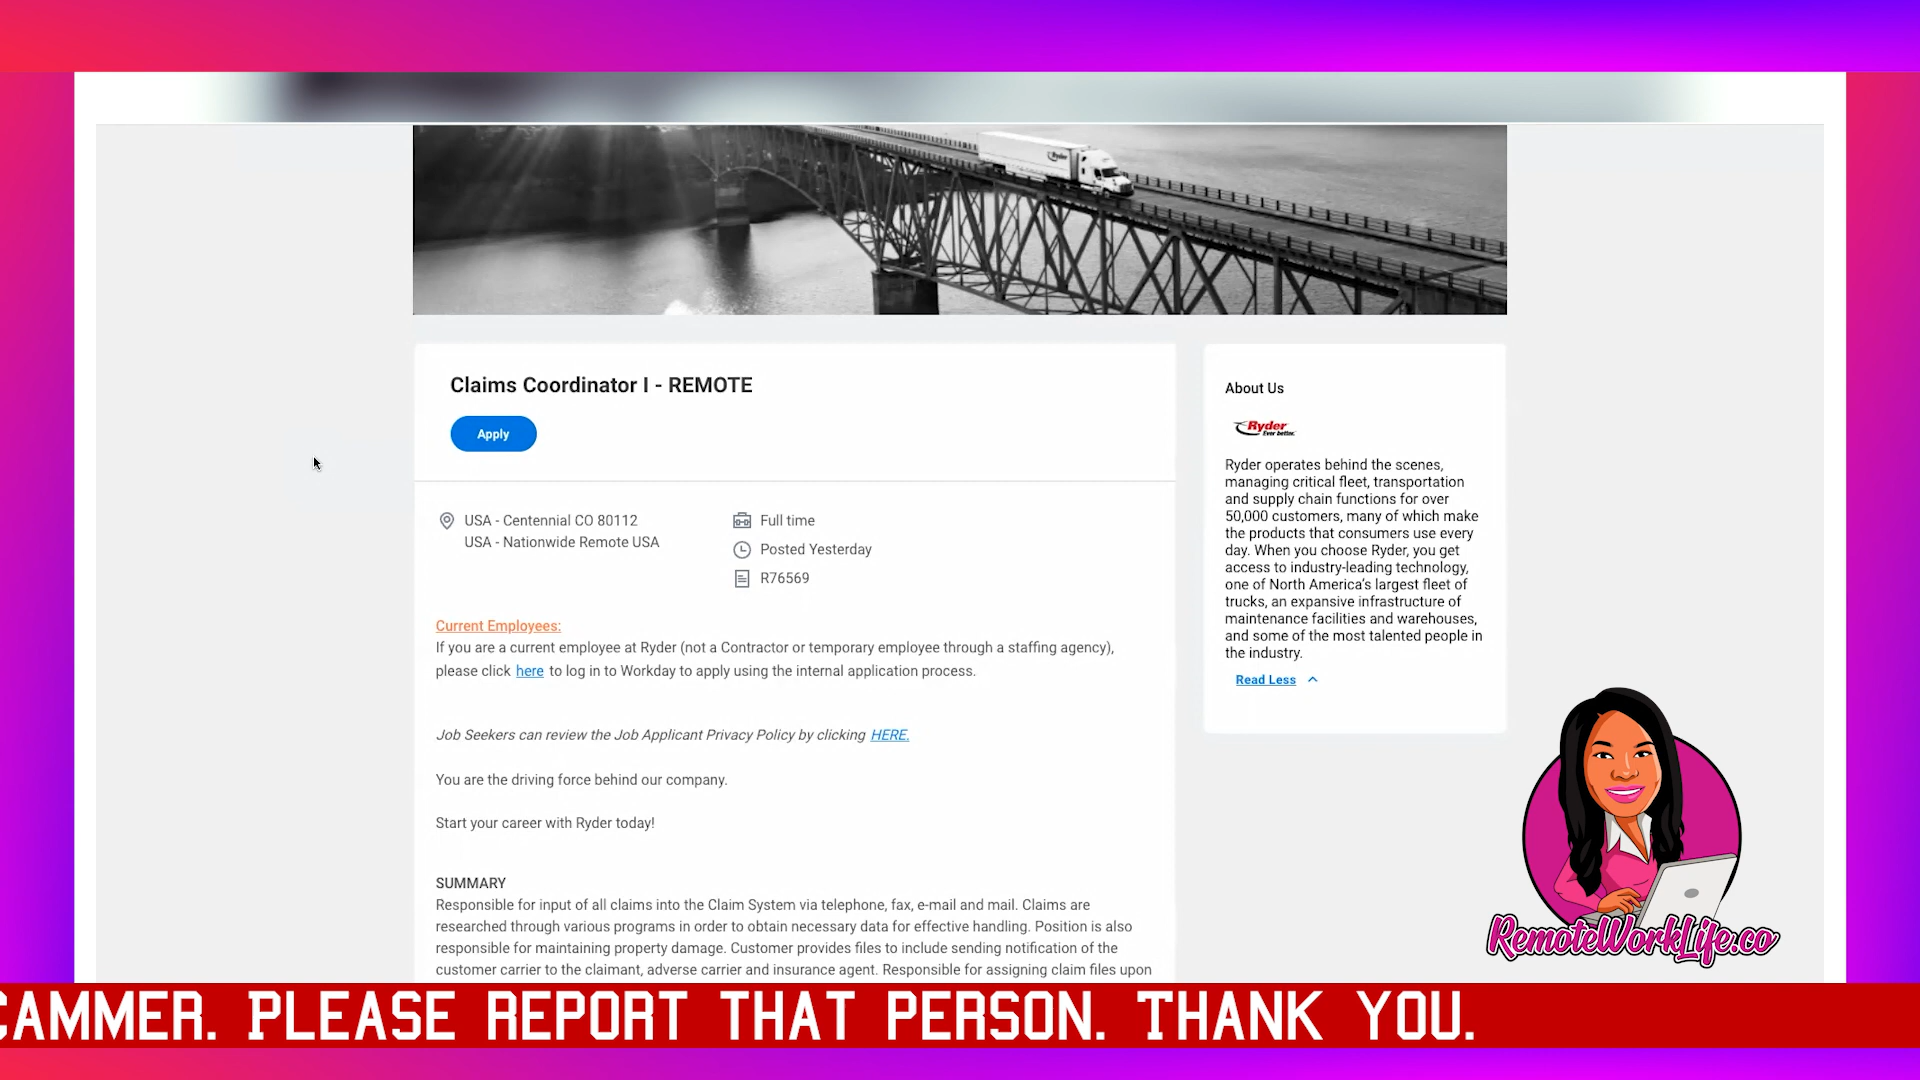 Ryder
Claims Coordinator I - REMOTE
Apply
USA - Centennial CO 80112
USA - Nationwide Remote USA
Full time
Posted Yesterday
R76569
Current Employees:
If you are a current employee at Ryder (not a Contractor or temporary employee through a staffing agency),
please click here to log in to Workday to apply using the internal application process.
Job Seekers can review the Job Applicant Privacy Policy by clicking HERE.
You are the driving force behind our company.
Start your career with Ryder today!
SUMMARY
Responsible for input of all claims into the Claim System via telephone, fax, e-mail and mail. Claims are
researched through various programs in order to obtain necessary data for effective handling. Position is also
responsible for maintaining property damage. Customer provides files to include sending notification of the
customer carrier to the claimant, adverse carrier and insurance agent. Responsible for assigning claim files upon
About Us
Ryder
Ever better.
Ryder operates behind the scenes,
managing critical fleet, transportation
and supply chain functions for over
50,000 customers, many of which make
the products that consumers use every
day. When you choose Ryder, you get
access to industry-leading technology,
one of North America's largest fleet of
trucks, an expansive infrastructure of
maintenance facilities and warehouses,
and some of the most talented people in
the industry.
Read Less
RemoteWorkLife.co
CAMMER. PLEASE REPORT THAT PERSON. THANK YOU.